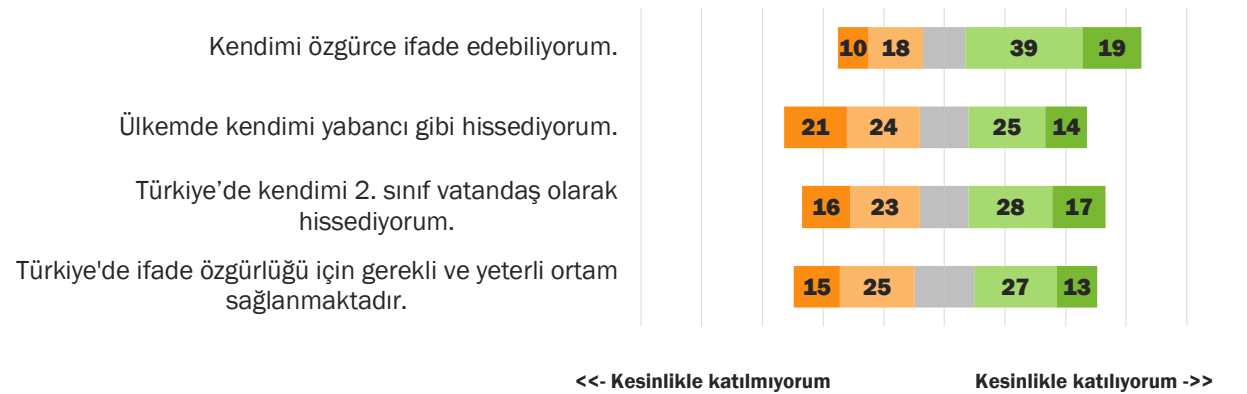 Kendimi özgürce ifade edebiliyorum.
10 18 39 19
Ülkemde kendimi yabancı gibi hissediyorum.
21 24 25 14
Türkiye’de kendimi 2. sınıf vatandaş olarak
hissediyorum.
16 23 28 17
Türkiye'de ifade özgürlüğü için gerekli ve yeterli ortam
sağlanmaktadır.
15 25 27 13
<<- Kesinlikle katılmıyorum Kesinlikle katılıyorum ->>